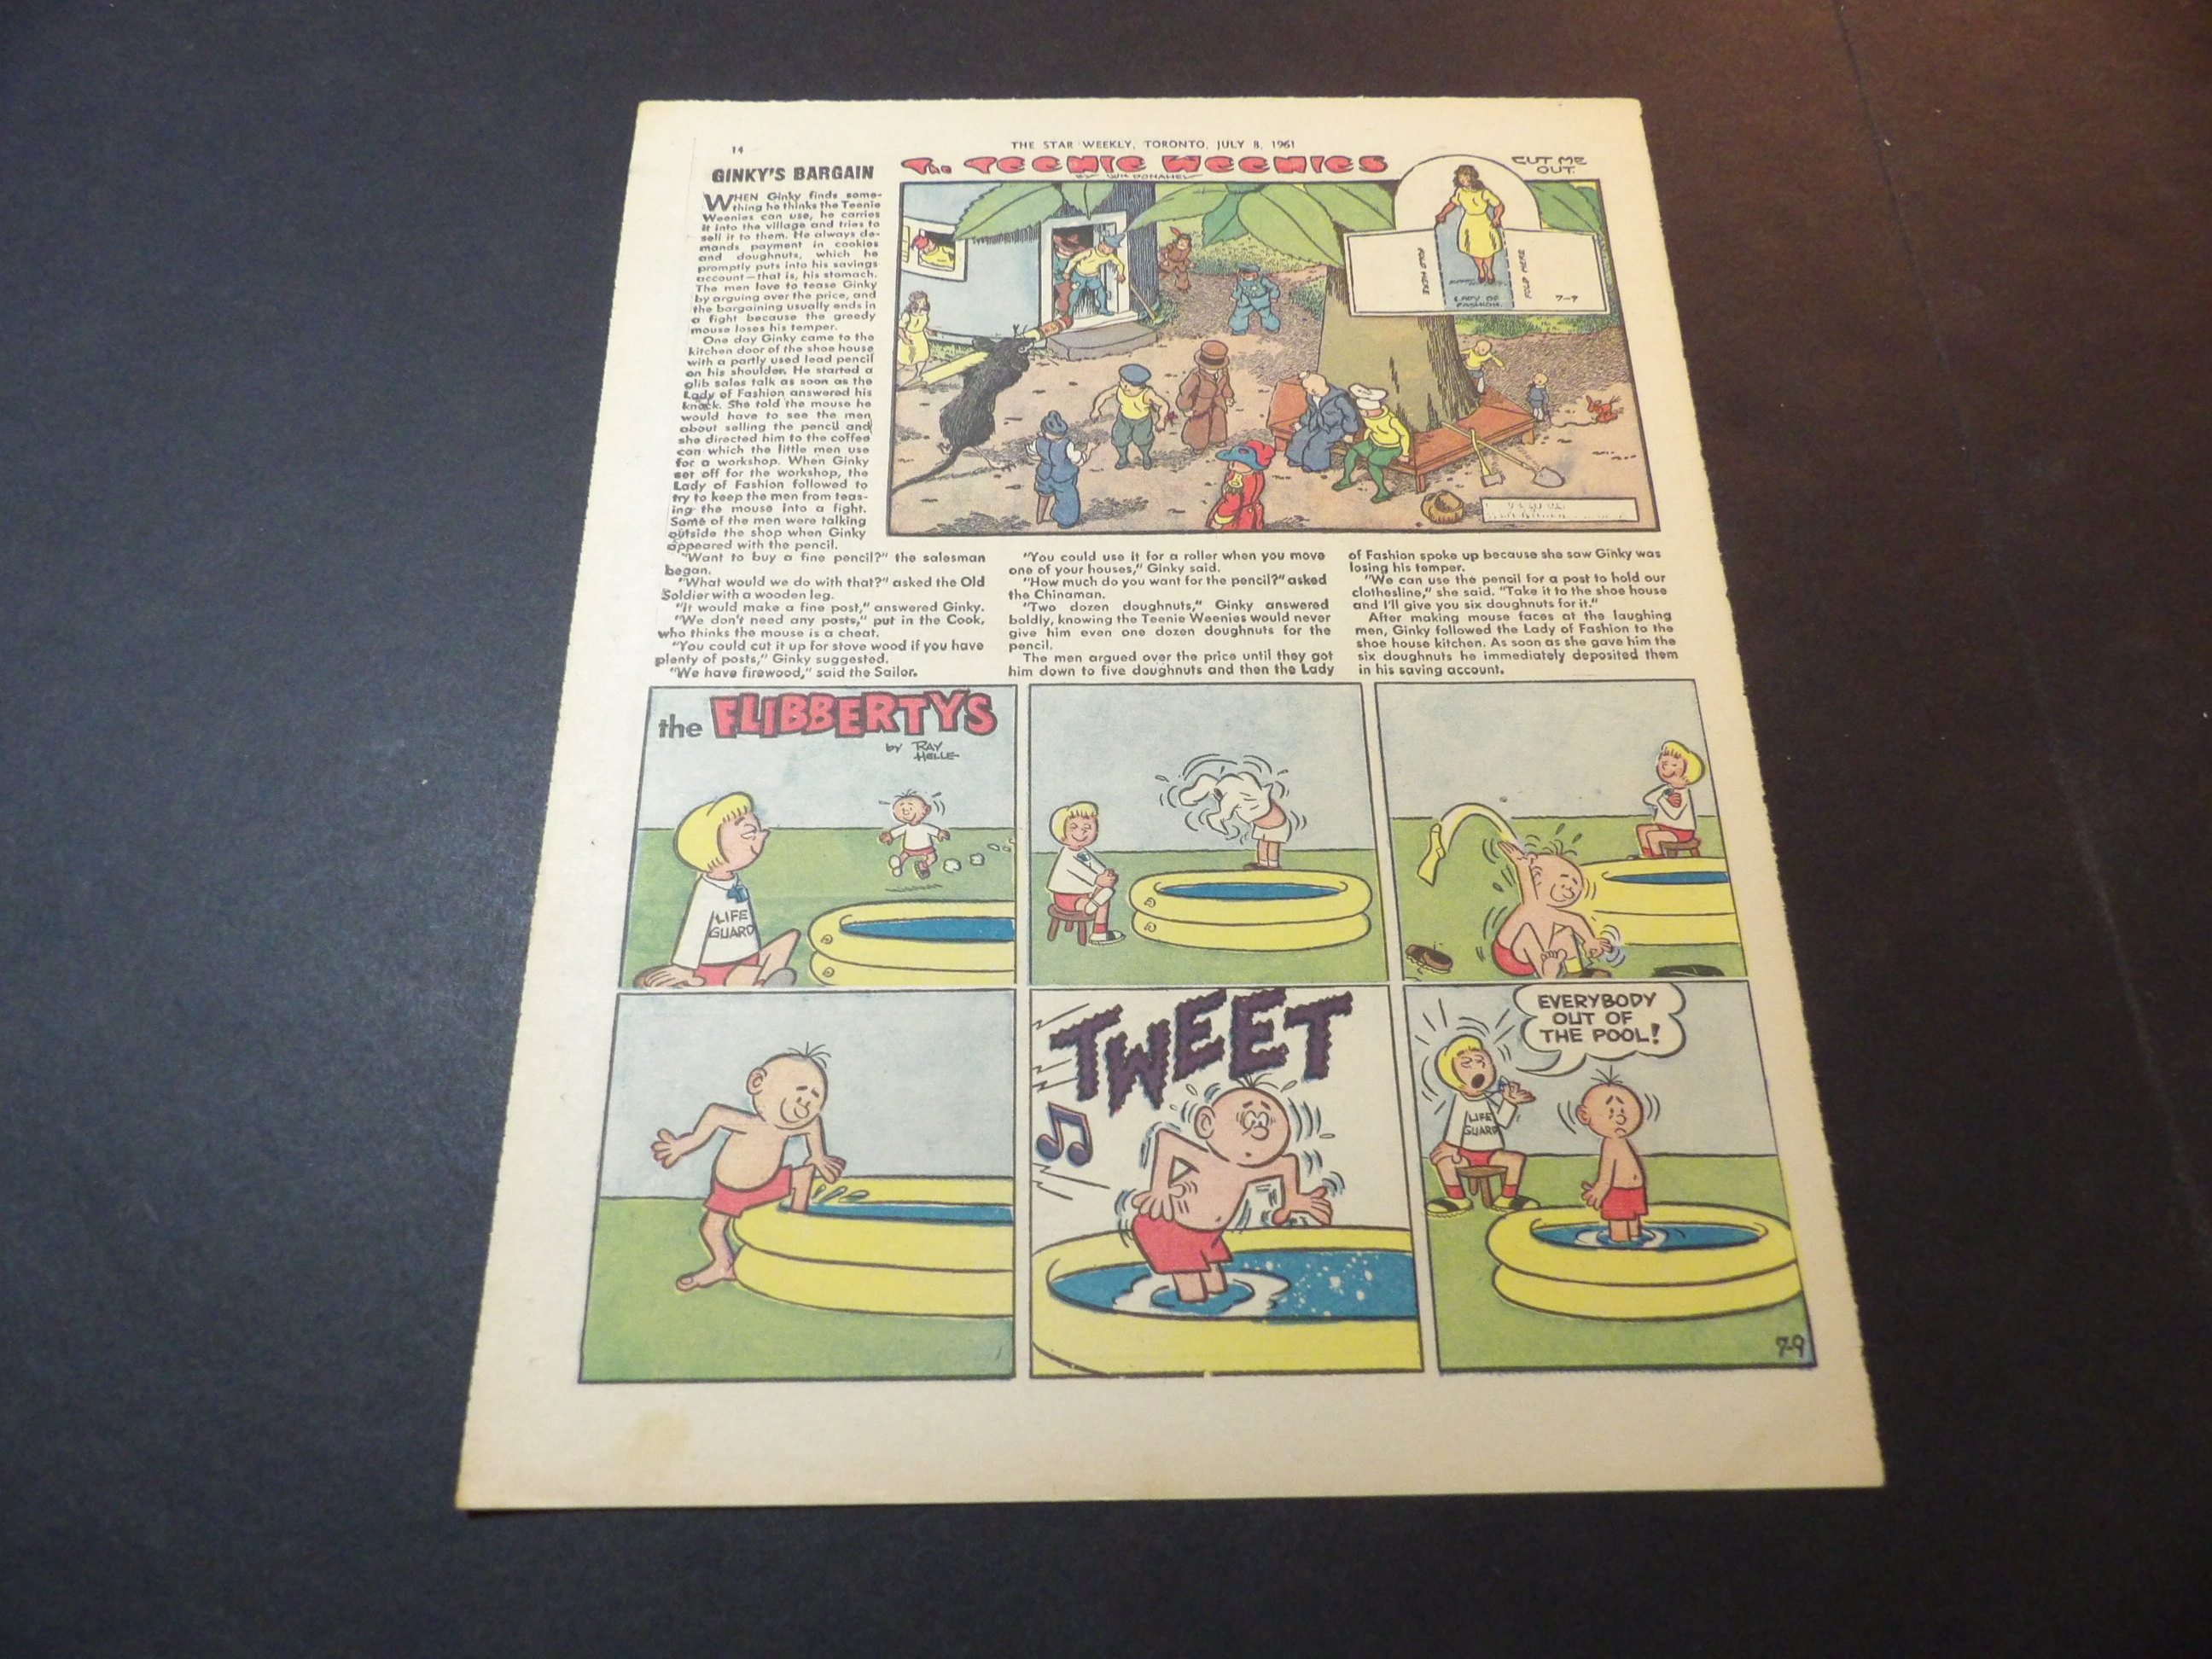 14
THE STAR WEEKLY, TORONTO, JULY 8, 1961
GINKY'S BARGAIN
WHEN Ginky finds some-
thing he thinks the Teenie
Weenies can use, he carries
it into the village and tries to
sell it to them. He always de-
mands payment in cookies
and doughnuts, which he
promptly puts into his savings
account—that is, his stomach.
The men love to tease Ginky
by arguing over the price, and
the bargaining usually ends in
a fight because the greedy
mouse loses his temper.
One day Ginky came to the
kitchen door of the shoe house
with a partly used lead pencil
on his shoulder. He started a
glib sales talk as soon as the
Lady of Fashion answered his
knock. She told the mouse he
would have to see the men
about selling the pencil and
she directed him to the coffee
can which the little men use
for a workshop. When Ginky
set off for the workshop, the
Lady of Fashion followed to
try to keep the men from teas-
ing the mouse into a fight.
Some of the men were talking
outside the shop when Ginky
appeared with the pencil.
"Want to buy a fine pencil?" the salesman
began.
"What would we do with that?" asked the Old
Soldier with a wooden leg.
"It would make a fine post," answered Ginky.
"We don't need any posts," put in the Cook,
who thinks the mouse is a cheat.
"You could cut it up for stove wood if you have
plenty of posts," Ginky suggested.
"We have firewood," said the Sailor.
"You could use it for a roller when you move
one of your houses," Ginky said.
"How much do you want for the pencil?" asked
the Chinaman.
"Two dozen doughnuts," Ginky answered
boldly, knowing the Teenie Weenies would never
give him even one dozen doughnuts for the
pencil.
The men argued over the price until they got
him down to five doughnuts and then the Lady
of Fashion spoke up because she saw Ginky was
losing his temper.
"We can use the pencil for a post to hold our
clothesline," she said. "Take it to the shoe house
and I'll give you six doughnuts for it."
After making mouse faces at the laughing
men, Ginky followed the Lady of Fashion to the
shoe house kitchen. As soon as she gave him the
six doughnuts he immediately deposited them
in his saving account.
The TEENIE WEENIES
BY WM. DONAHEY
CUT ME
OUT.
FOLD HERE
FOLD HERE
LADY OF
FASHION
7-9
the FLIBBERTYS
by RAY
HELLE
LIFE
GUARD
TWEET
EVERYBODY
OUT OF
THE POOL!
LIFE
GUARD
7-9